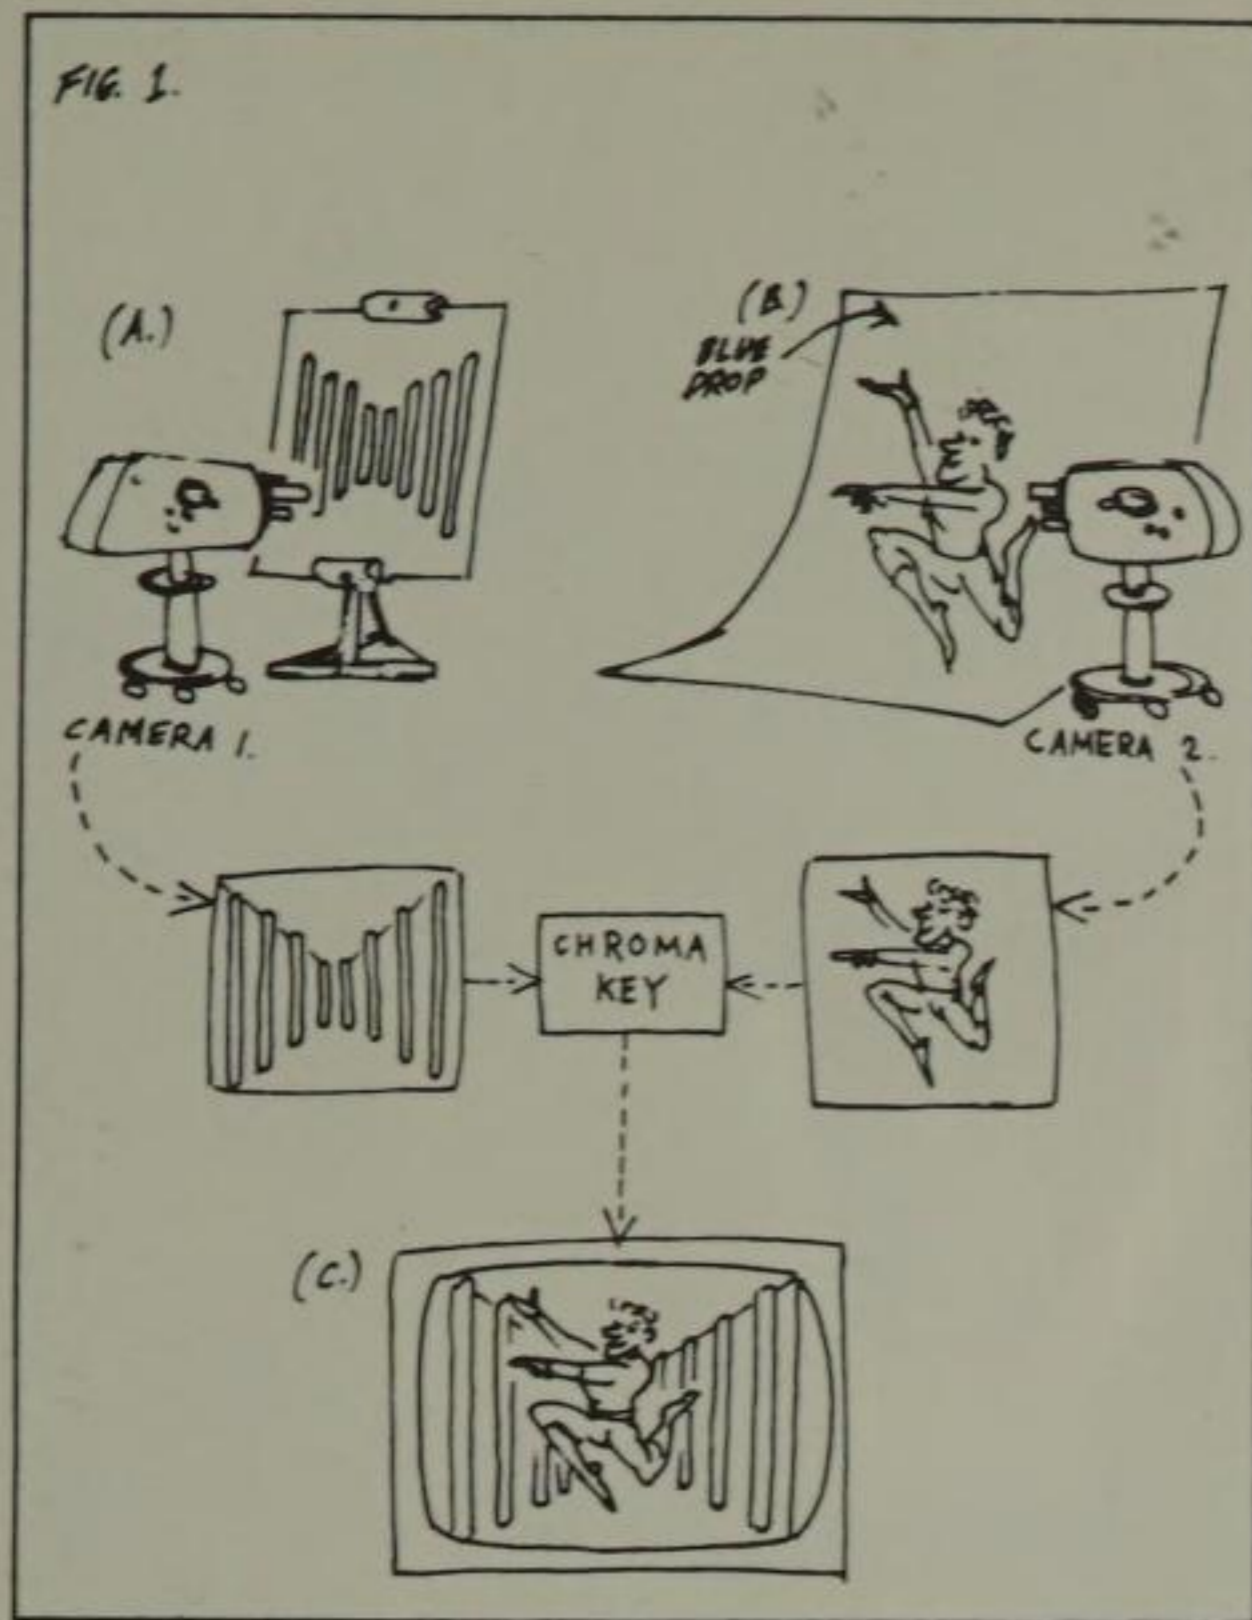 FIG. 1.
(A.)
(B.)
BLUE
DROP
CAMERA 1.
CAMERA 2.
CHROMA
KEY
(C.)